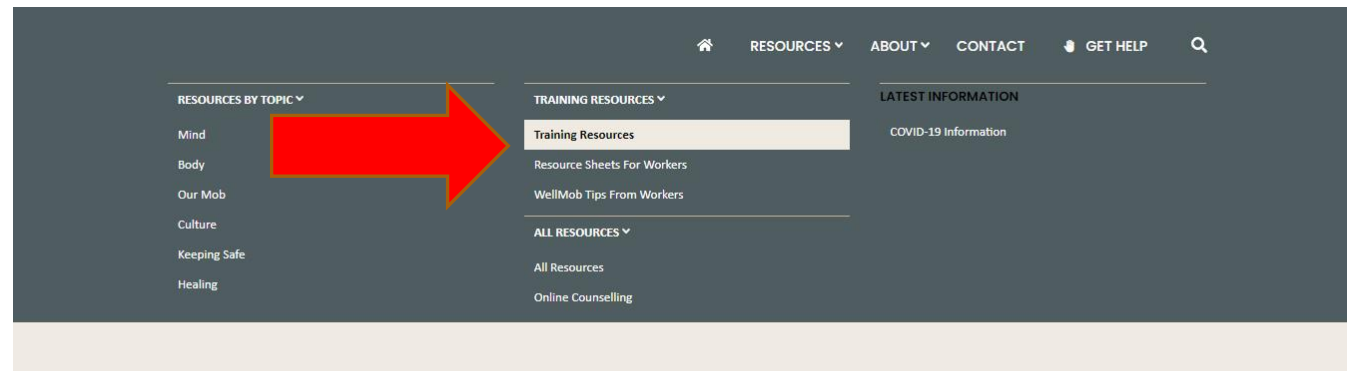 RESOURCES ABOUT CONTACT GET HELP
RESOURCES BY TOPIC
Mind
Body
Our Mob
Culture
Keeping Safe
Healing
TRAINING RESOURCES
Training Resources
Resource Sheets For Workers
WellMob Tips From Workers
ALL RESOURCES
All Resources
Online Counselling
LATEST INFORMATION
COVID-19 Information